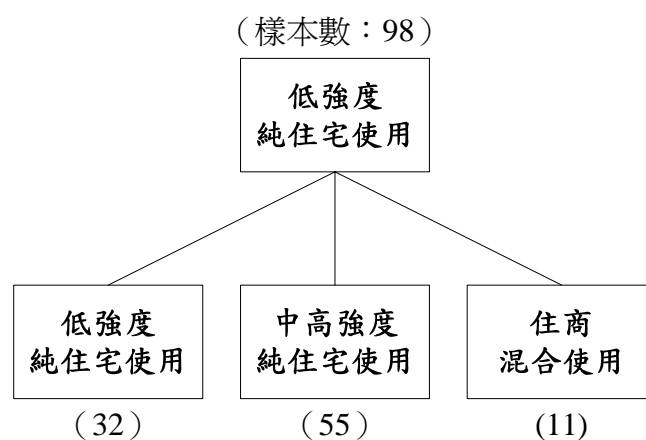 （樣本數：98）
低強度
純住宅使用
低強度
純住宅使用
（32）
中高強度
純住宅使用
（55）
住商
混合使用
(11)